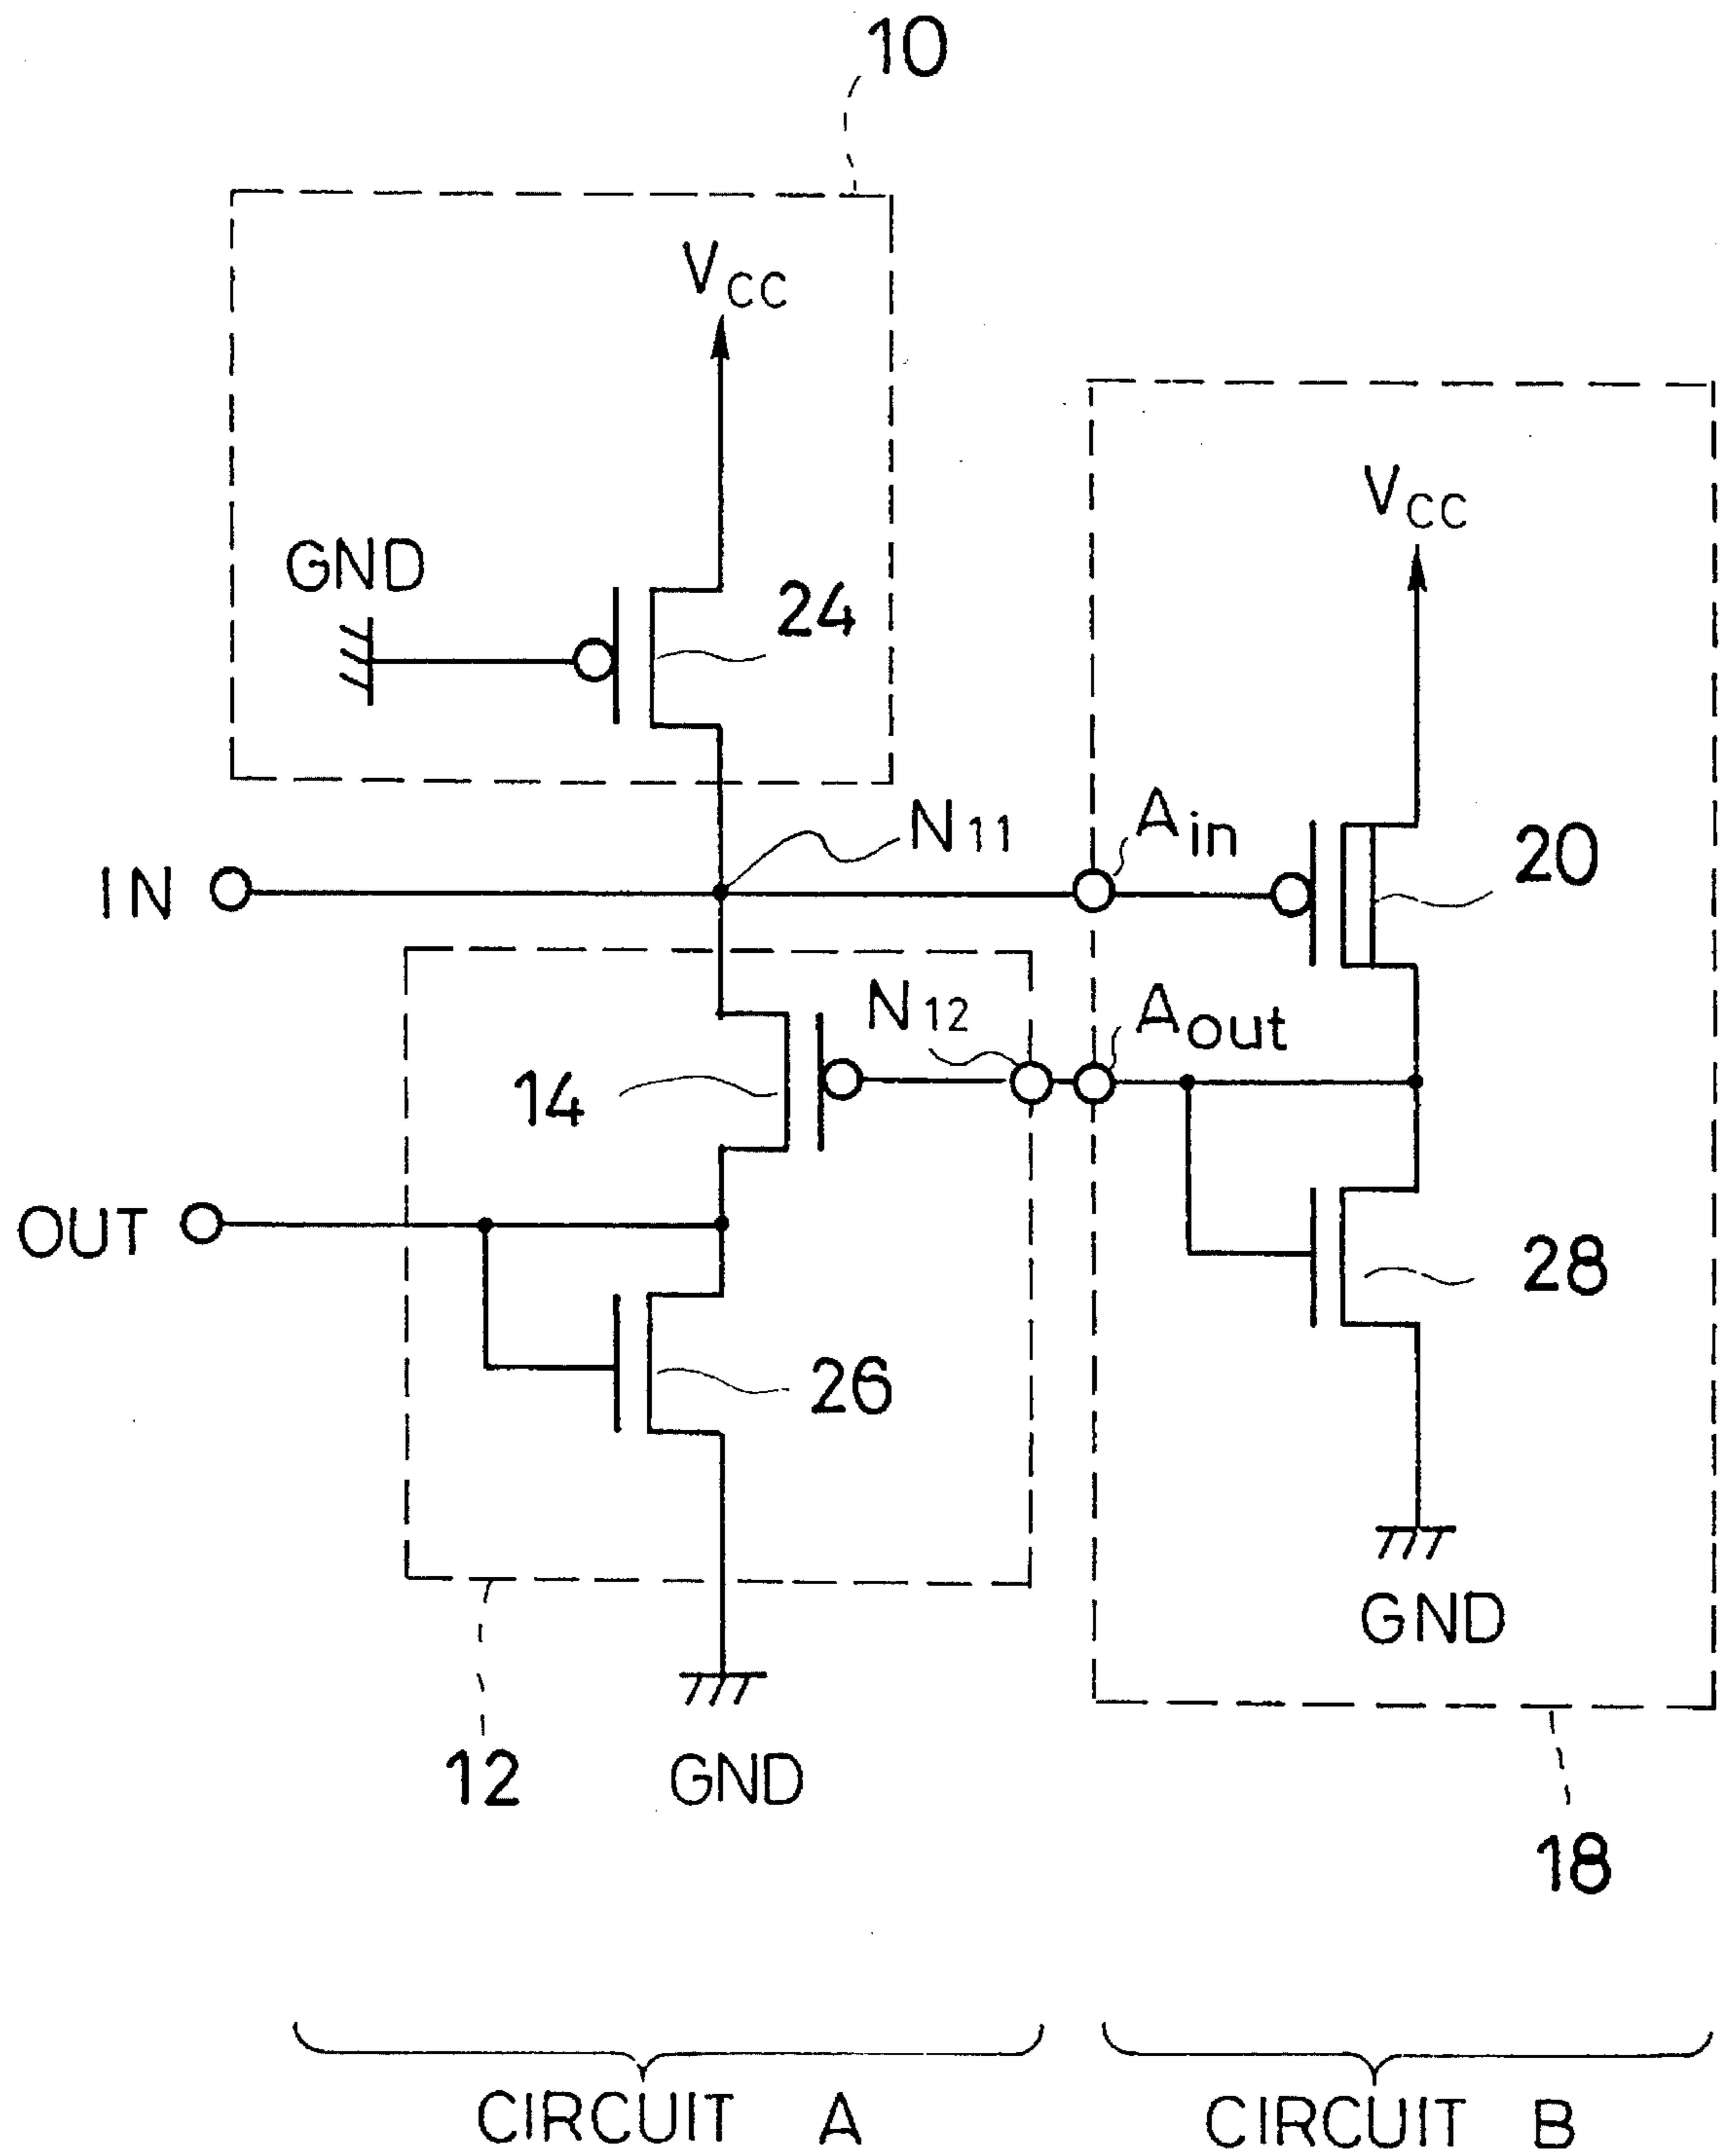 10
VCC
GND
24
VCC
N11
Ain
IN
20
N12
Aout
14
OUT
28
26
GND
12
GND
18
CIRCUIT A
CIRCUIT B